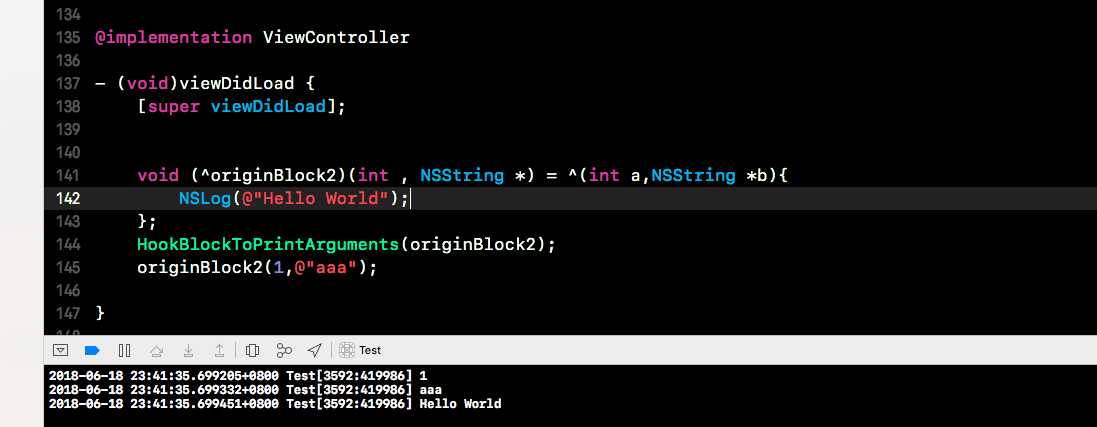 134
135 @implementation ViewController
136
137 - (void)viewDidLoad {
138 [super viewDidLoad];
139
140
141 void (^originBlock2)(int , NSString *) = ^(int a,NSString *b){
142 NSLog(@"Hello World");
143 };
144 HookBlockToPrintArguments(originBlock2);
145 originBlock2(1,@"aaa");
146
147 }
148
Test
2018-06-18 23:41:35.699205+0800 Test[3592:419986] 1
2018-06-18 23:41:35.699332+0800 Test[3592:419986] aaa
2018-06-18 23:41:35.699451+0800 Test[3592:419986] Hello World